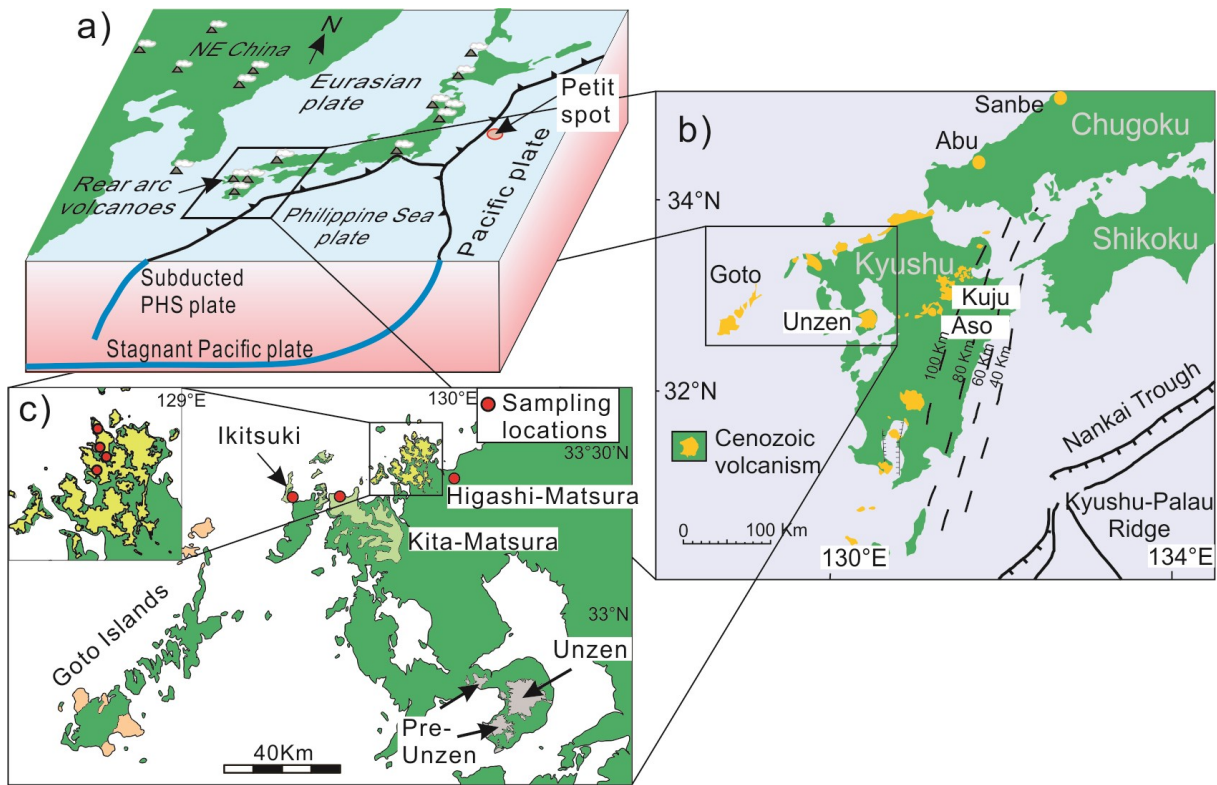 a)
N
NE China
Eurasian
plate
Petit
spot
Rear arc
volcanoes
Philippine Sea
plate
Pacific plate
Subducted
PHS plate
Stagnant Pacific plate
b)
Sanbe
Chugoku
Abu
34°N
Shikoku
Kyushu
Goto
Kuju
Unzen
Aso
100 Km
80 Km
60 Km
40 Km
32°N
Nankai Trough
Cenozoic
volcanism
Kyushu-Palau
Ridge
0
100 Km
130°E
134°E
c)
129°E
130°E
Sampling
locations
Ikitsuki
33°30'N
Higashi-Matsura
Kita-Matsura
33°N
Goto Islands
Unzen
Pre-
Unzen
40Km